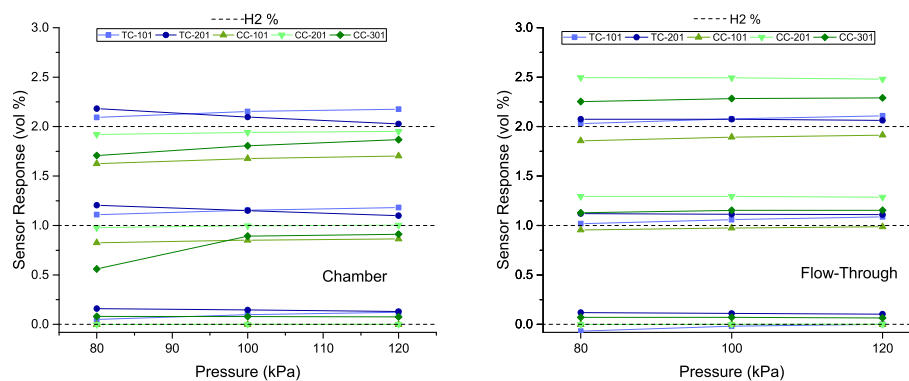 H2 %
TC-101 TC-201 CC-101 CC-201 CC-301
3.0
2.5
2.0
1.5
1.0
0.5
0.0
Sensor Response (vol %)
Chamber
80 90 100 110 120
Pressure (kPa)
H2 %
TC-101 TC-201 CC-101 CC-201 CC-301
3.0
2.5
2.0
1.5
1.0
0.5
0.0
Sensor Response (vol %)
Flow-Through
80 90 100 110 120
Pressure (kPa)